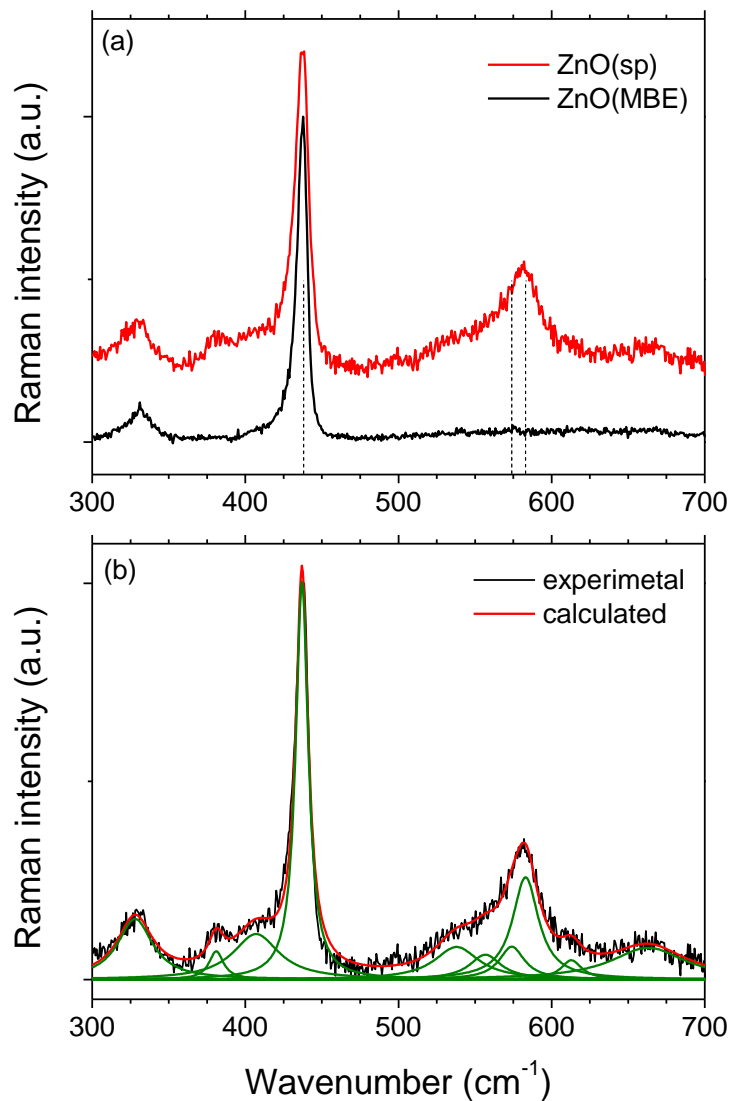 (a)
ZnO(sp)
ZnO(MBE)
Raman intensity (a.u.)
300 400 500 600 700
(b)
experimetal
calculated
Raman intensity (a.u.)
300 400 500 600 700
Wavenumber (cm⁻¹)